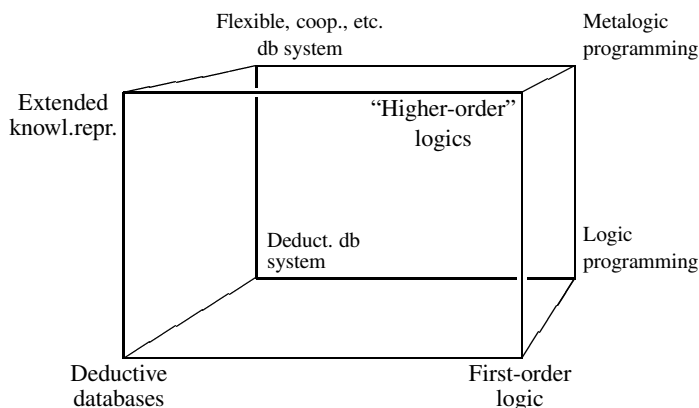 Flexible, coop., etc.
db system
Metalogic
programming
Extended
knowl.repr.
“Higher-order”
logics
Deduct. db
system
Logic
programming
Deductive
databases
First-order
logic